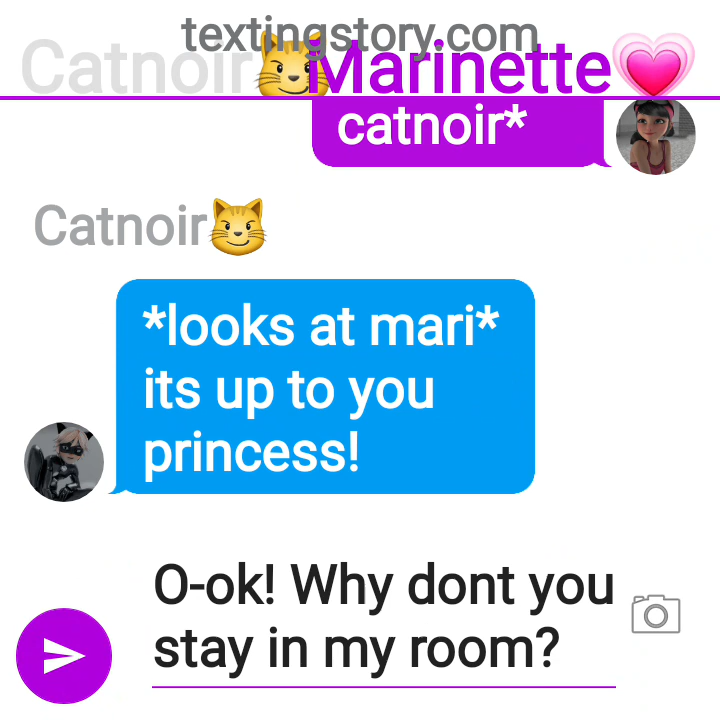 textingstory.com
Catnoir😼Marinette💗
catnoir*
Catnoir😼
*looks at mari*
its up to you
princess!
O-ok! Why dont you
stay in my room?